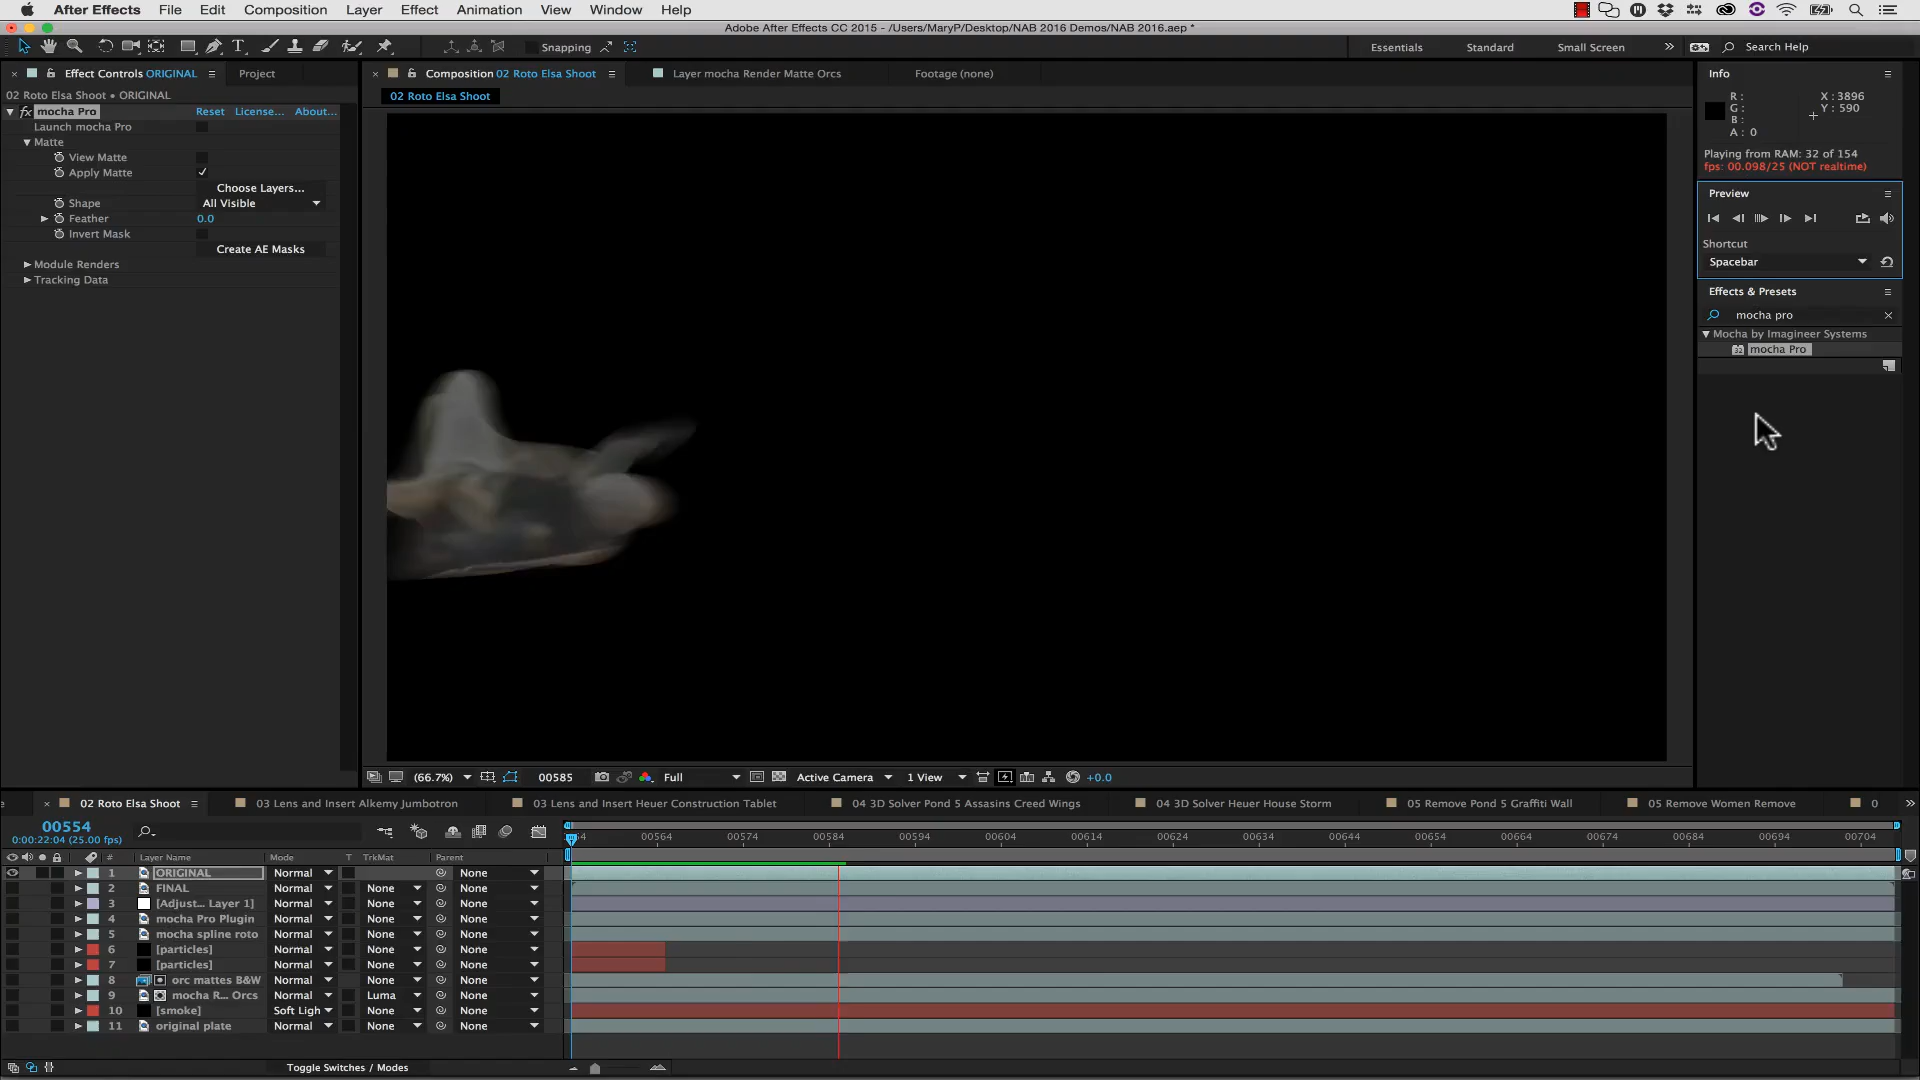 After Effects File Edit Composition Layer Effect Animation View Window Help
Adobe After Effects CC 2015 - /Users/MaryP/Desktop/NAB 2016 Demos/NAB 2016.aep *
Snapping Essentials Standard Small Screen Search Help
Effect Controls ORIGINAL Project
02 Roto Elsa Shoot • ORIGINAL
fx mocha Pro Reset License... About...
Launch mocha Pro
Matte
View Matte
Apply Matte
Choose Layers...
Shape All Visible
Feather 0.0
Invert Mask
Create AE Masks
Module Renders
Tracking Data
Composition 02 Roto Elsa Shoot Layer mocha Render Matte Orcs Footage (none)
02 Roto Elsa Shoot
(66.7%) 00585 Full Active Camera 1 View +0.0
Info
R: X: 3896
G: Y: 590
B:
A: 0
Playing from RAM: 32 of 154
fps: 00.098/25 (NOT realtime)
Preview
Shortcut
Spacebar
Effects & Presets
mocha pro
Mocha by Imagineer Systems
32 mocha Pro
02 Roto Elsa Shoot 03 Lens and Insert Alkemy Jumbotron 03 Lens and Insert Heuer Construction Table 04 3D Solver Pond 5 Assasins Creed Wings 04 3D Solver Heuer House Storm 05 Remove Pond 5 Graffiti Wall 05 Remove Women Remove 0
00554
0:00:22:04 (25.00 fps)
54 00564 00574 00584 00594 00604 00614 00624 00634 00644 00654 00664 00674 00684 00694 00704
# Layer Name Mode T TrkMat Parent
1 ORIGINAL Normal None
2 FINAL Normal None None
3 [Adjust... Layer 1] Normal None None
4 mocha Pro Plugin Normal None None
5 mocha spline roto Normal None None
6 [particles] Normal None None
7 [particles] Normal None None
8 orc mattes B&W Normal None None
9 mocha R... Orcs Normal Luma None
10 [smoke] Soft Ligh None None
11 original plate Normal None None
Toggle Switches / Modes